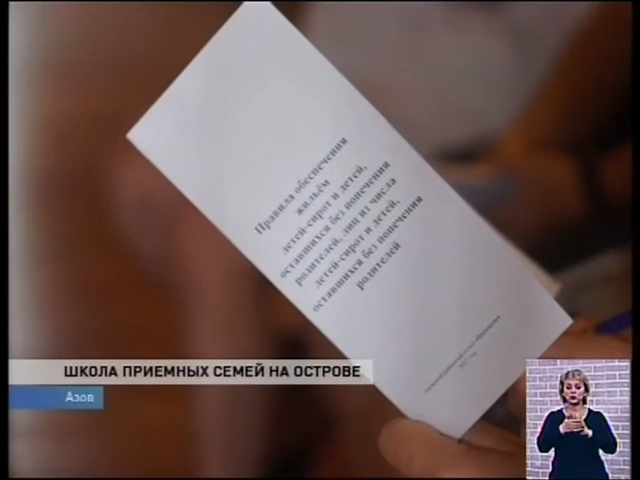 Правила обеспечения
жильём
детей-сирот и детей,
оставшихся без попечения
родителей, лиц из числа
детей-сирот и детей,
оставшихся без попечения
родителей
ШКОЛА ПРИЕМНЫХ СЕМЕЙ НА ОСТРОВЕ
Азов